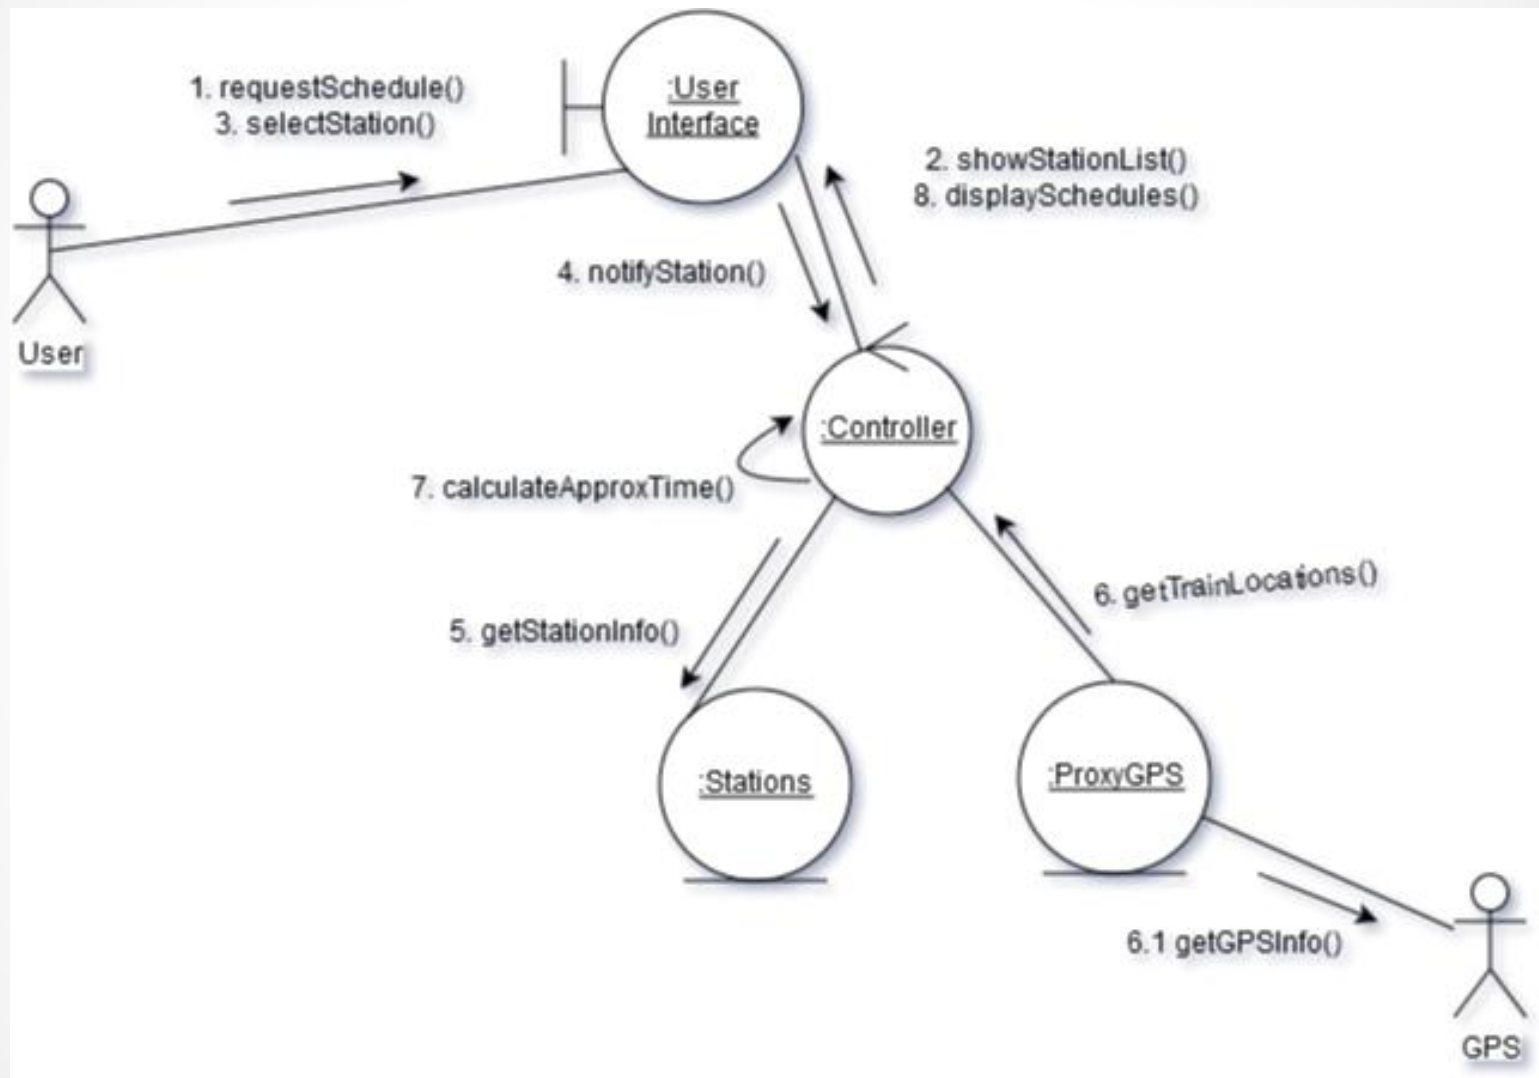 1. requestSchedule()
3. selectStation()
:User
Interface
2. showStationList()
8. displaySchedules()
4. notifyStation()
User
:Controller
7. calculateApproxTime()
6. getTrainLocations()
5. getStationInfo()
:Stations
:ProxyGPS
6.1 getGPSInfo()
GPS